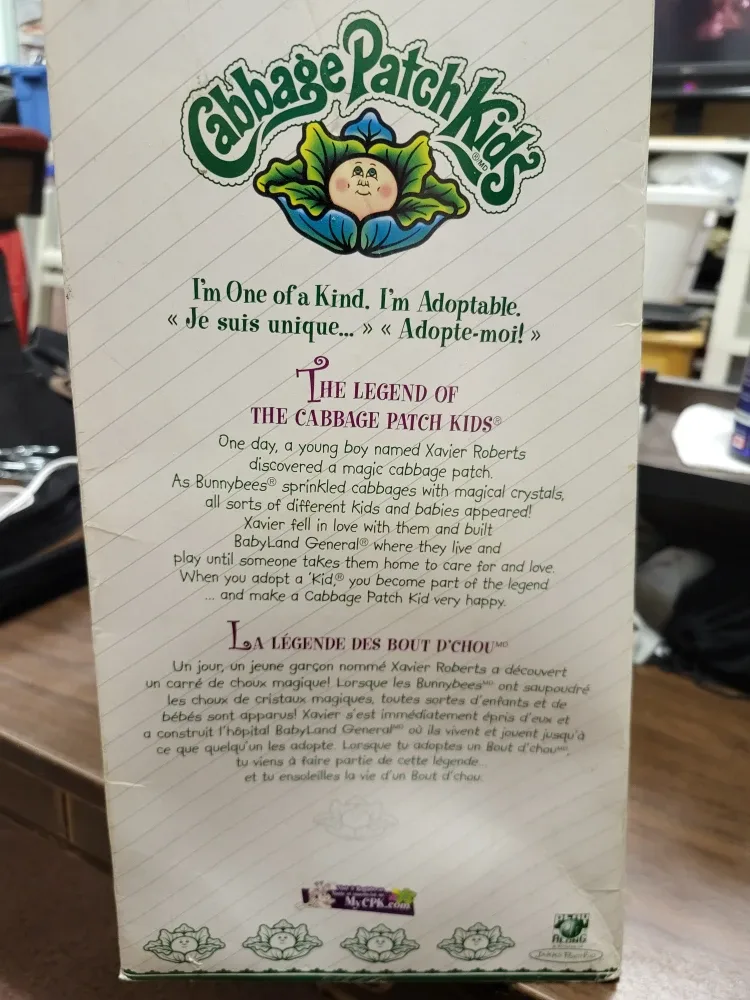 Cabbage Patch Kids®MD
I'm One of a Kind. I'm Adoptable.
« Je suis unique... » « Adopte-moi! »
THE LEGEND OF
THE CABBAGE PATCH KIDS®
One day, a young boy named Xavier Roberts
discovered a magic cabbage patch.
As Bunnybees® sprinkled cabbages with magical crystals,
all sorts of different kids and babies appeared!
Xavier fell in love with them and built
BabyLand General® where they live and
play until someone takes them home to care for and love.
When you adopt a 'Kid,® you become part of the legend
... and make a Cabbage Patch Kid very happy.
LA LÉGENDE DES BOUT D'CHOUMD
Un jour, un jeune garçon nommé Xavier Roberts a découvert
un carré de choux magique! Lorsque les BunnybeesMD ont saupoudré
les choux de cristaux magiques, toutes sortes d'enfants et de
bébés sont apparus! Xavier s'est immédiatement épris d'eux et
a construit l'hôpital BabyLand GeneralMD où ils vivent et jouent jusqu'à
ce que quelqu'un les adopte. Lorsque tu adoptes un Bout d'chouMD,
tu viens à faire partie de cette légende...
et tu ensoleilles la vie d'un Bout d'chou.
MyCPK.com
PLAY
ALONG